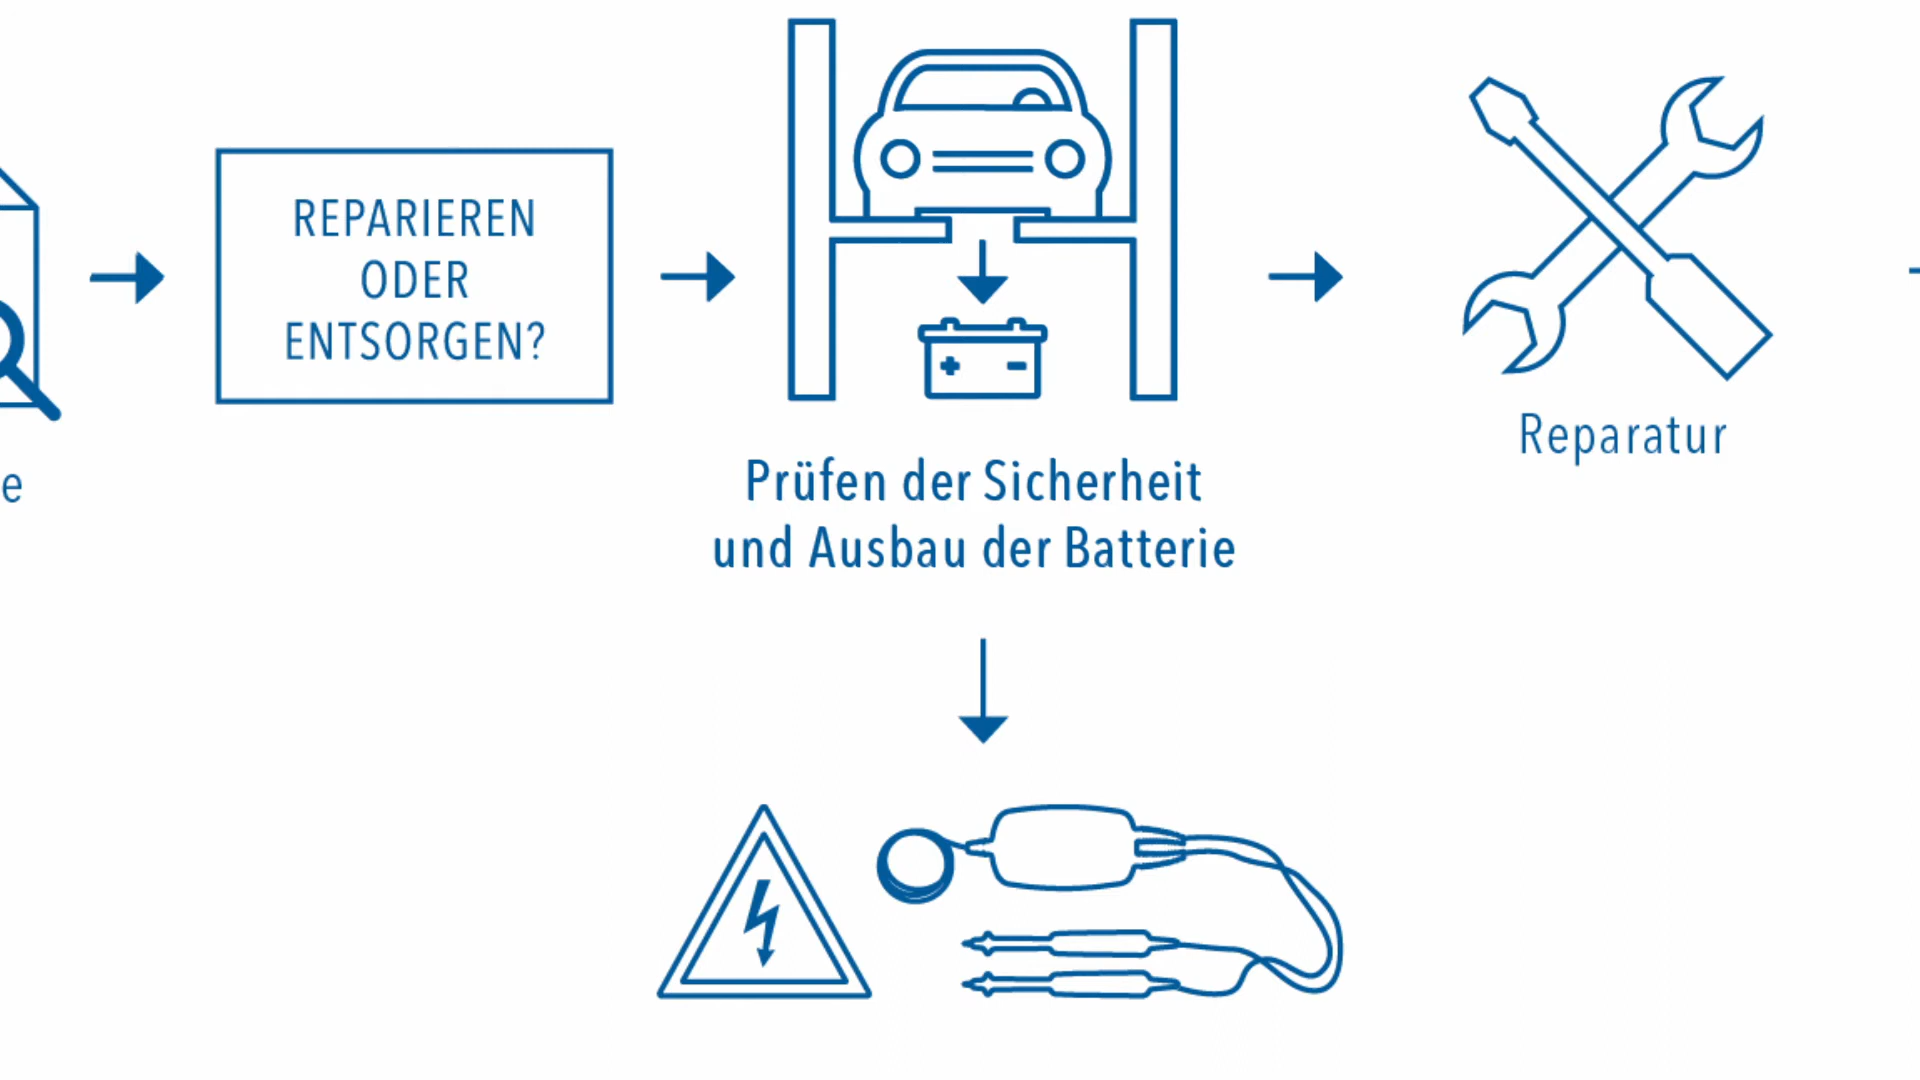 REPARIEREN
ODER
ENTSORGEN?
e
Prüfen der Sicherheit
und Ausbau der Batterie
Reparatur